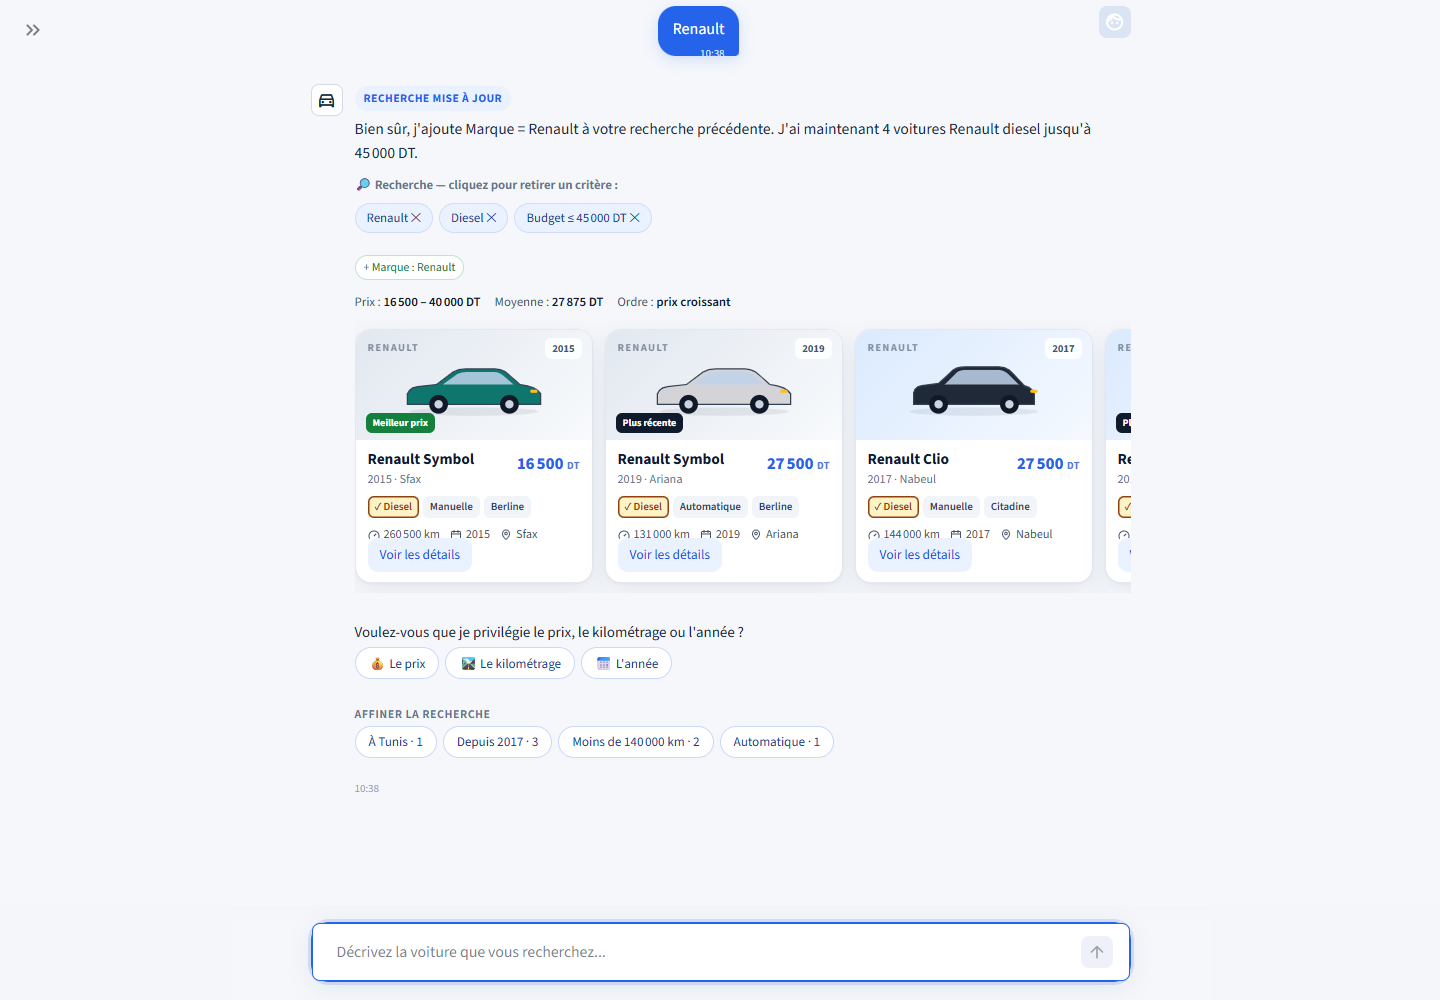 Renault
10:38
RECHERCHE MISE À JOUR
Bien sûr, j'ajoute Marque = Renault à votre recherche précédente. J'ai maintenant 4 voitures Renault diesel jusqu'à
45 000 DT.
🔎 Recherche — cliquez pour retirer un critère :
Renault ✕ Diesel ✕ Budget ≤ 45 000 DT ✕
+ Marque : Renault
Prix : 16 500 – 40 000 DT Moyenne : 27 875 DT Ordre : prix croissant
RENAULT 2015
Meilleur prix
Renault Symbol 16 500 DT
2015 · Sfax
✓ Diesel Manuelle Berline
260 500 km 2015 Sfax
Voir les détails
RENAULT 2019
Plus récente
Renault Symbol 27 500 DT
2019 · Ariana
✓ Diesel Automatique Berline
131 000 km 2019 Ariana
Voir les détails
RENAULT 2017
Renault Clio 27 500 DT
2017 · Nabeul
✓ Diesel Manuelle Citadine
144 000 km 2017 Nabeul
Voir les détails
Voulez-vous que je privilégie le prix, le kilométrage ou l'année ?
Le prix Le kilométrage L'année
AFFINER LA RECHERCHE
À Tunis · 1 Depuis 2017 · 3 Moins de 140 000 km · 2 Automatique · 1
10:38
Décrivez la voiture que vous recherchez...